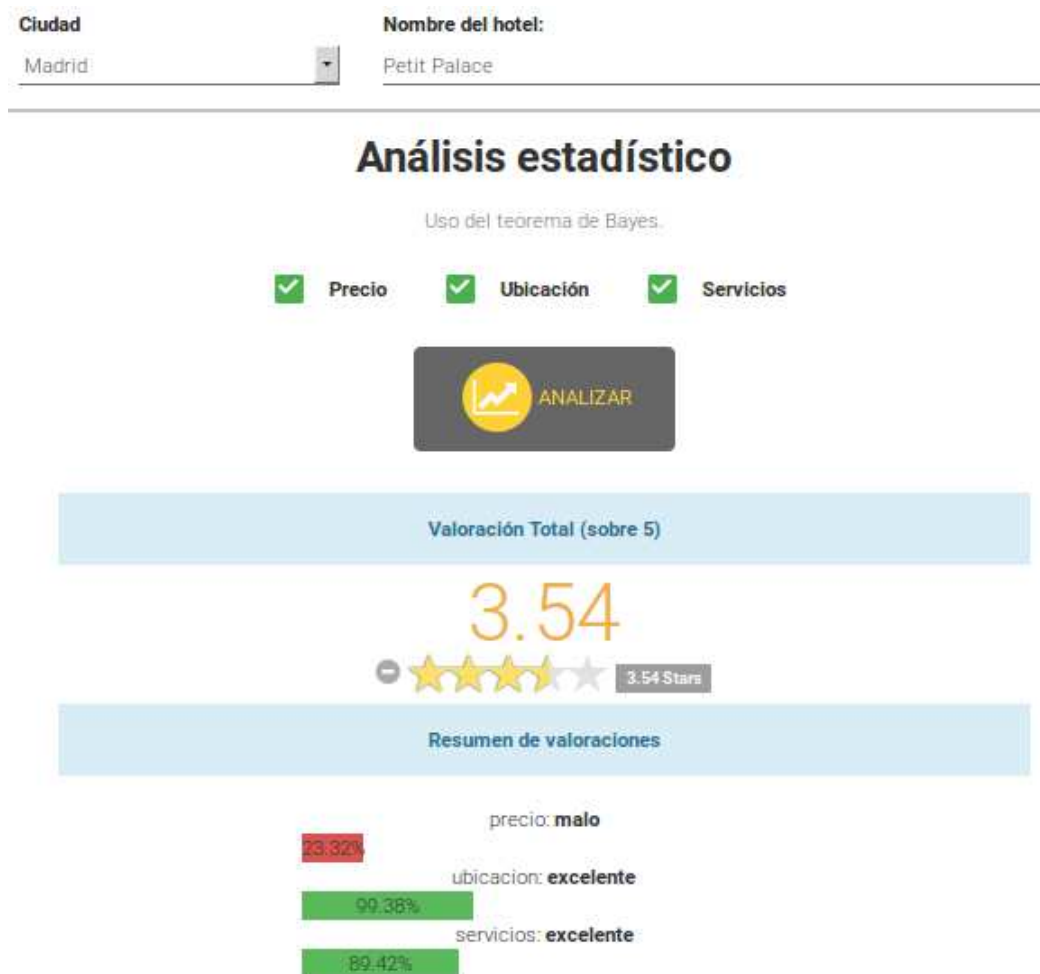 Ciudad Nombre del hotel:
Madrid Petit Palace
Análisis estadístico
Uso del teorema de Bayes.
Precio Ubicación Servicios
ANALIZAR
Valoración Total (sobre 5)
3.54
3.54 Stars
Resumen de valoraciones
precio: malo
23.32%
ubicacion: excelente
99.38%
servicios: excelente
89.42%